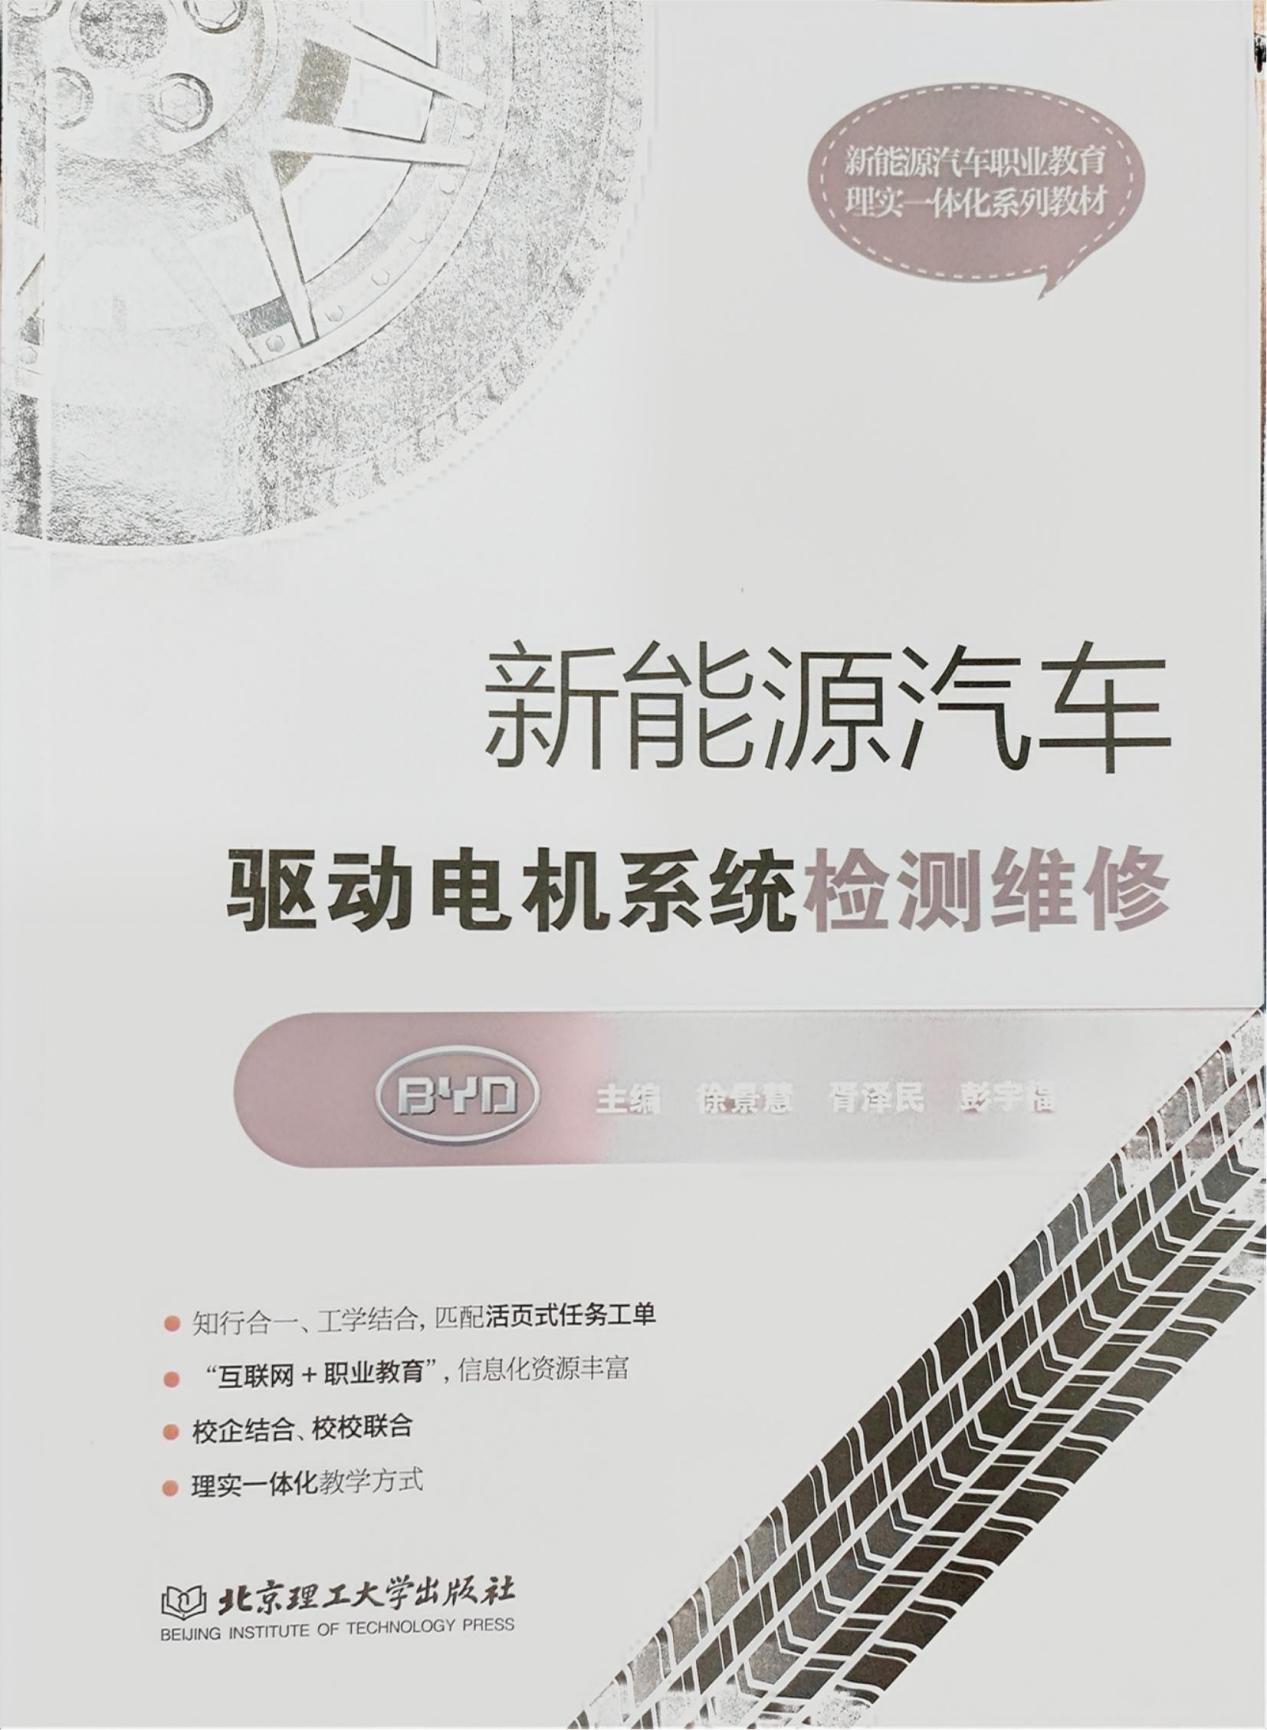 新能源汽车职业教育
理实一体化系列教材
新能源汽车
驱动电机系统检测维修
BYD
主编 徐景慧 胥泽民 彭宇福
知行合一、工学结合，匹配活页式任务工单
“互联网＋职业教育”，信息化资源丰富
校企结合、校校联合
理实一体化教学方式
北京理工大学出版社
BEIJING INSTITUTE OF TECHNOLOGY PRESS